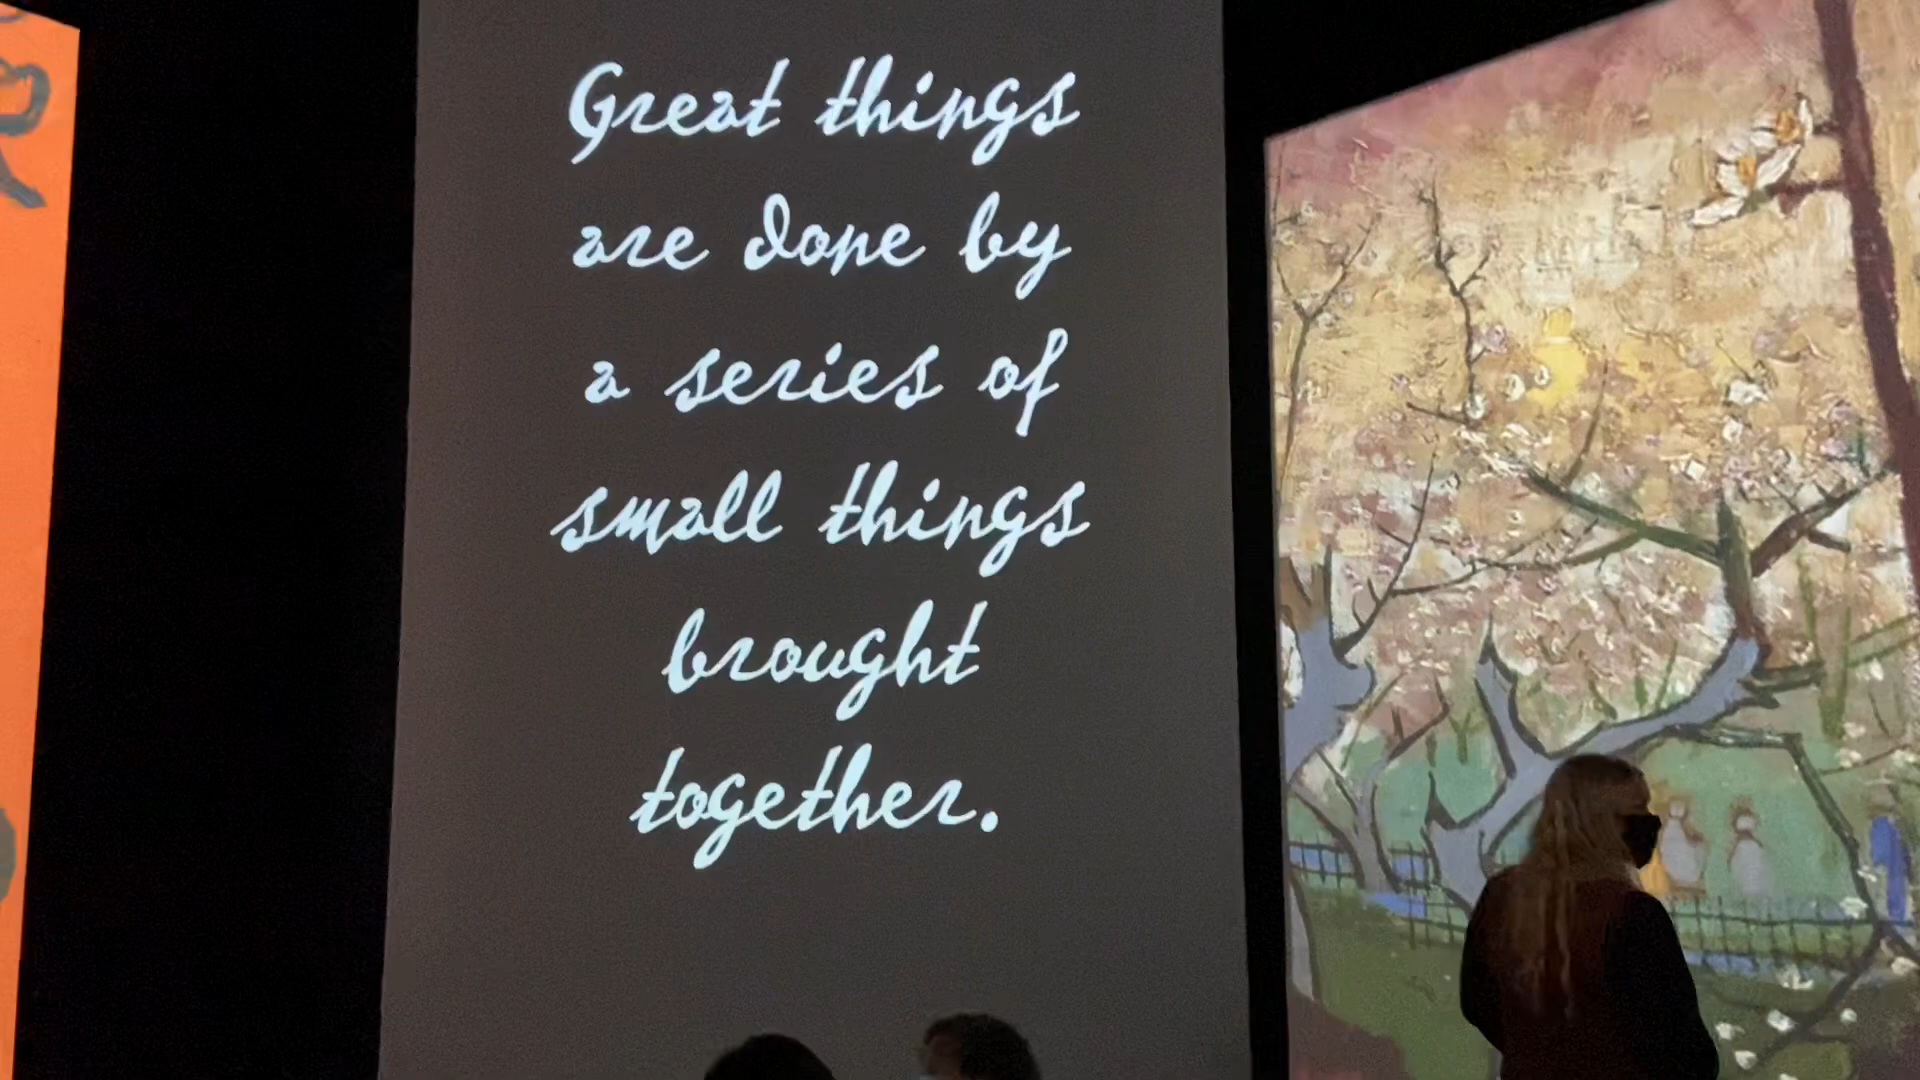 Great things
are done by
a series of
small things
brought
together.